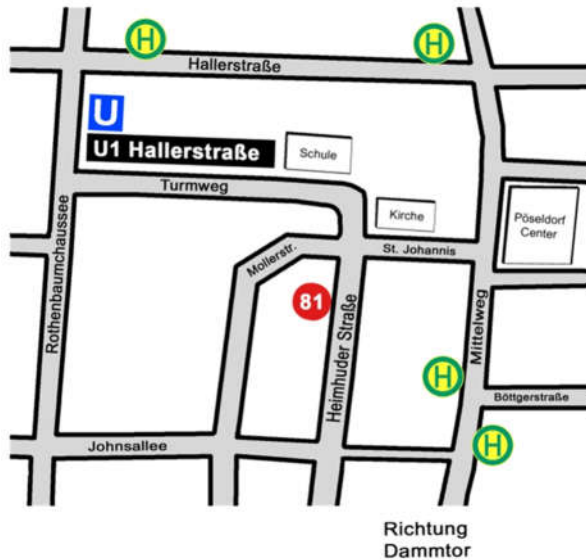 H
H
Hallerstraße
U
U1 Hallerstraße
Schule
Turmweg
Kirche
Pöseldorf
Center
St. Johannis
Mollerstr.
Rothenbaumchaussee
81
Heimhuder Straße
Mittelweg
H
Böttgerstraße
H
Johnsallee
Richtung
Dammtor